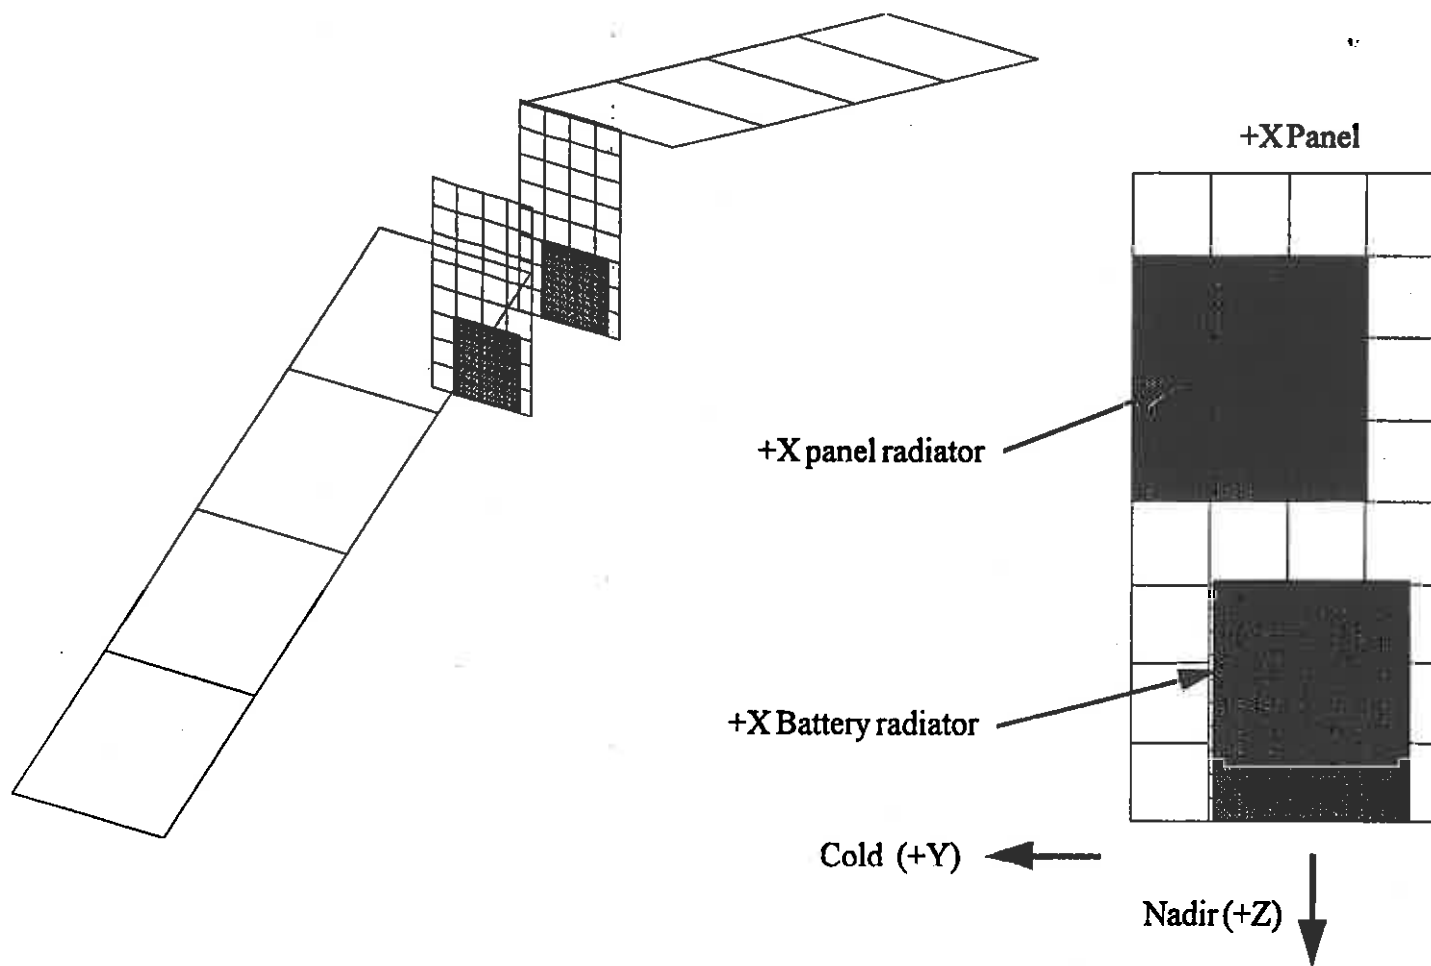 +X Panel
+X panel radiator
+X Battery radiator
Cold (+Y)
Nadir (+Z)